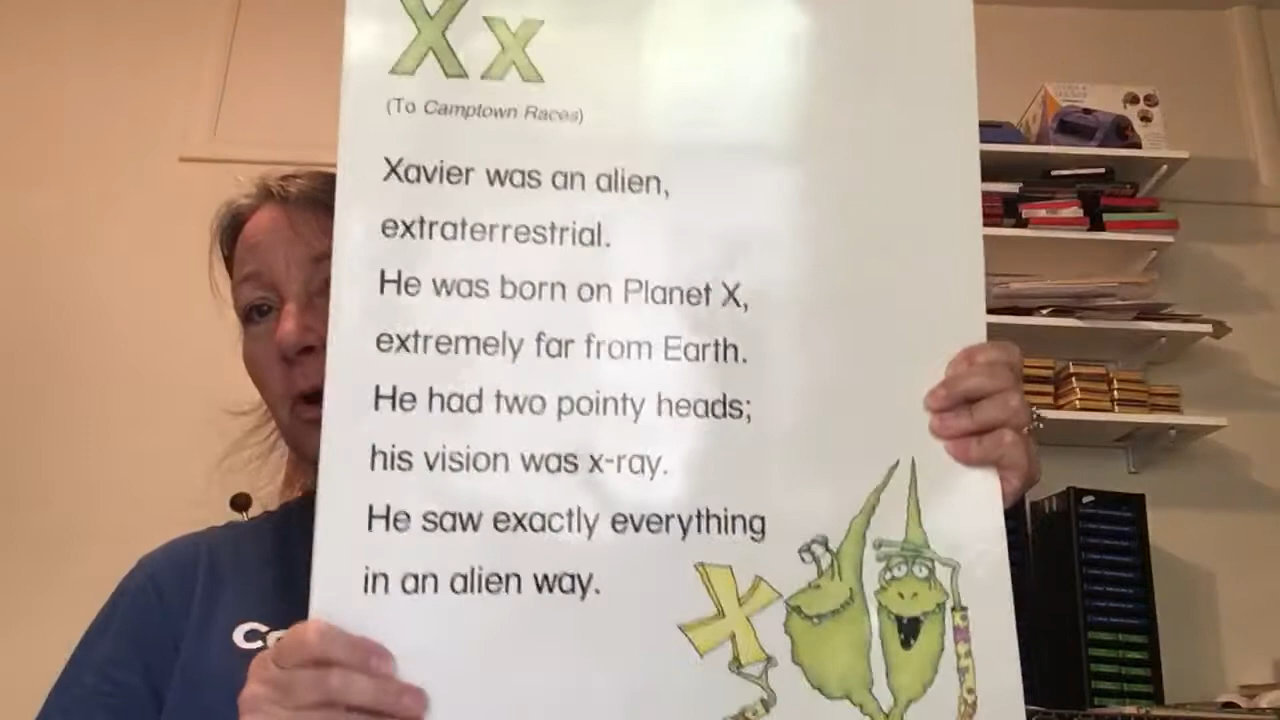 Xx
(To Camptown Races)
Xavier was an alien,
extraterrestrial.
He was born on Planet X,
extremely far from Earth.
He had two pointy heads;
his vision was x-ray.
He saw exactly everything
in an alien way.
X